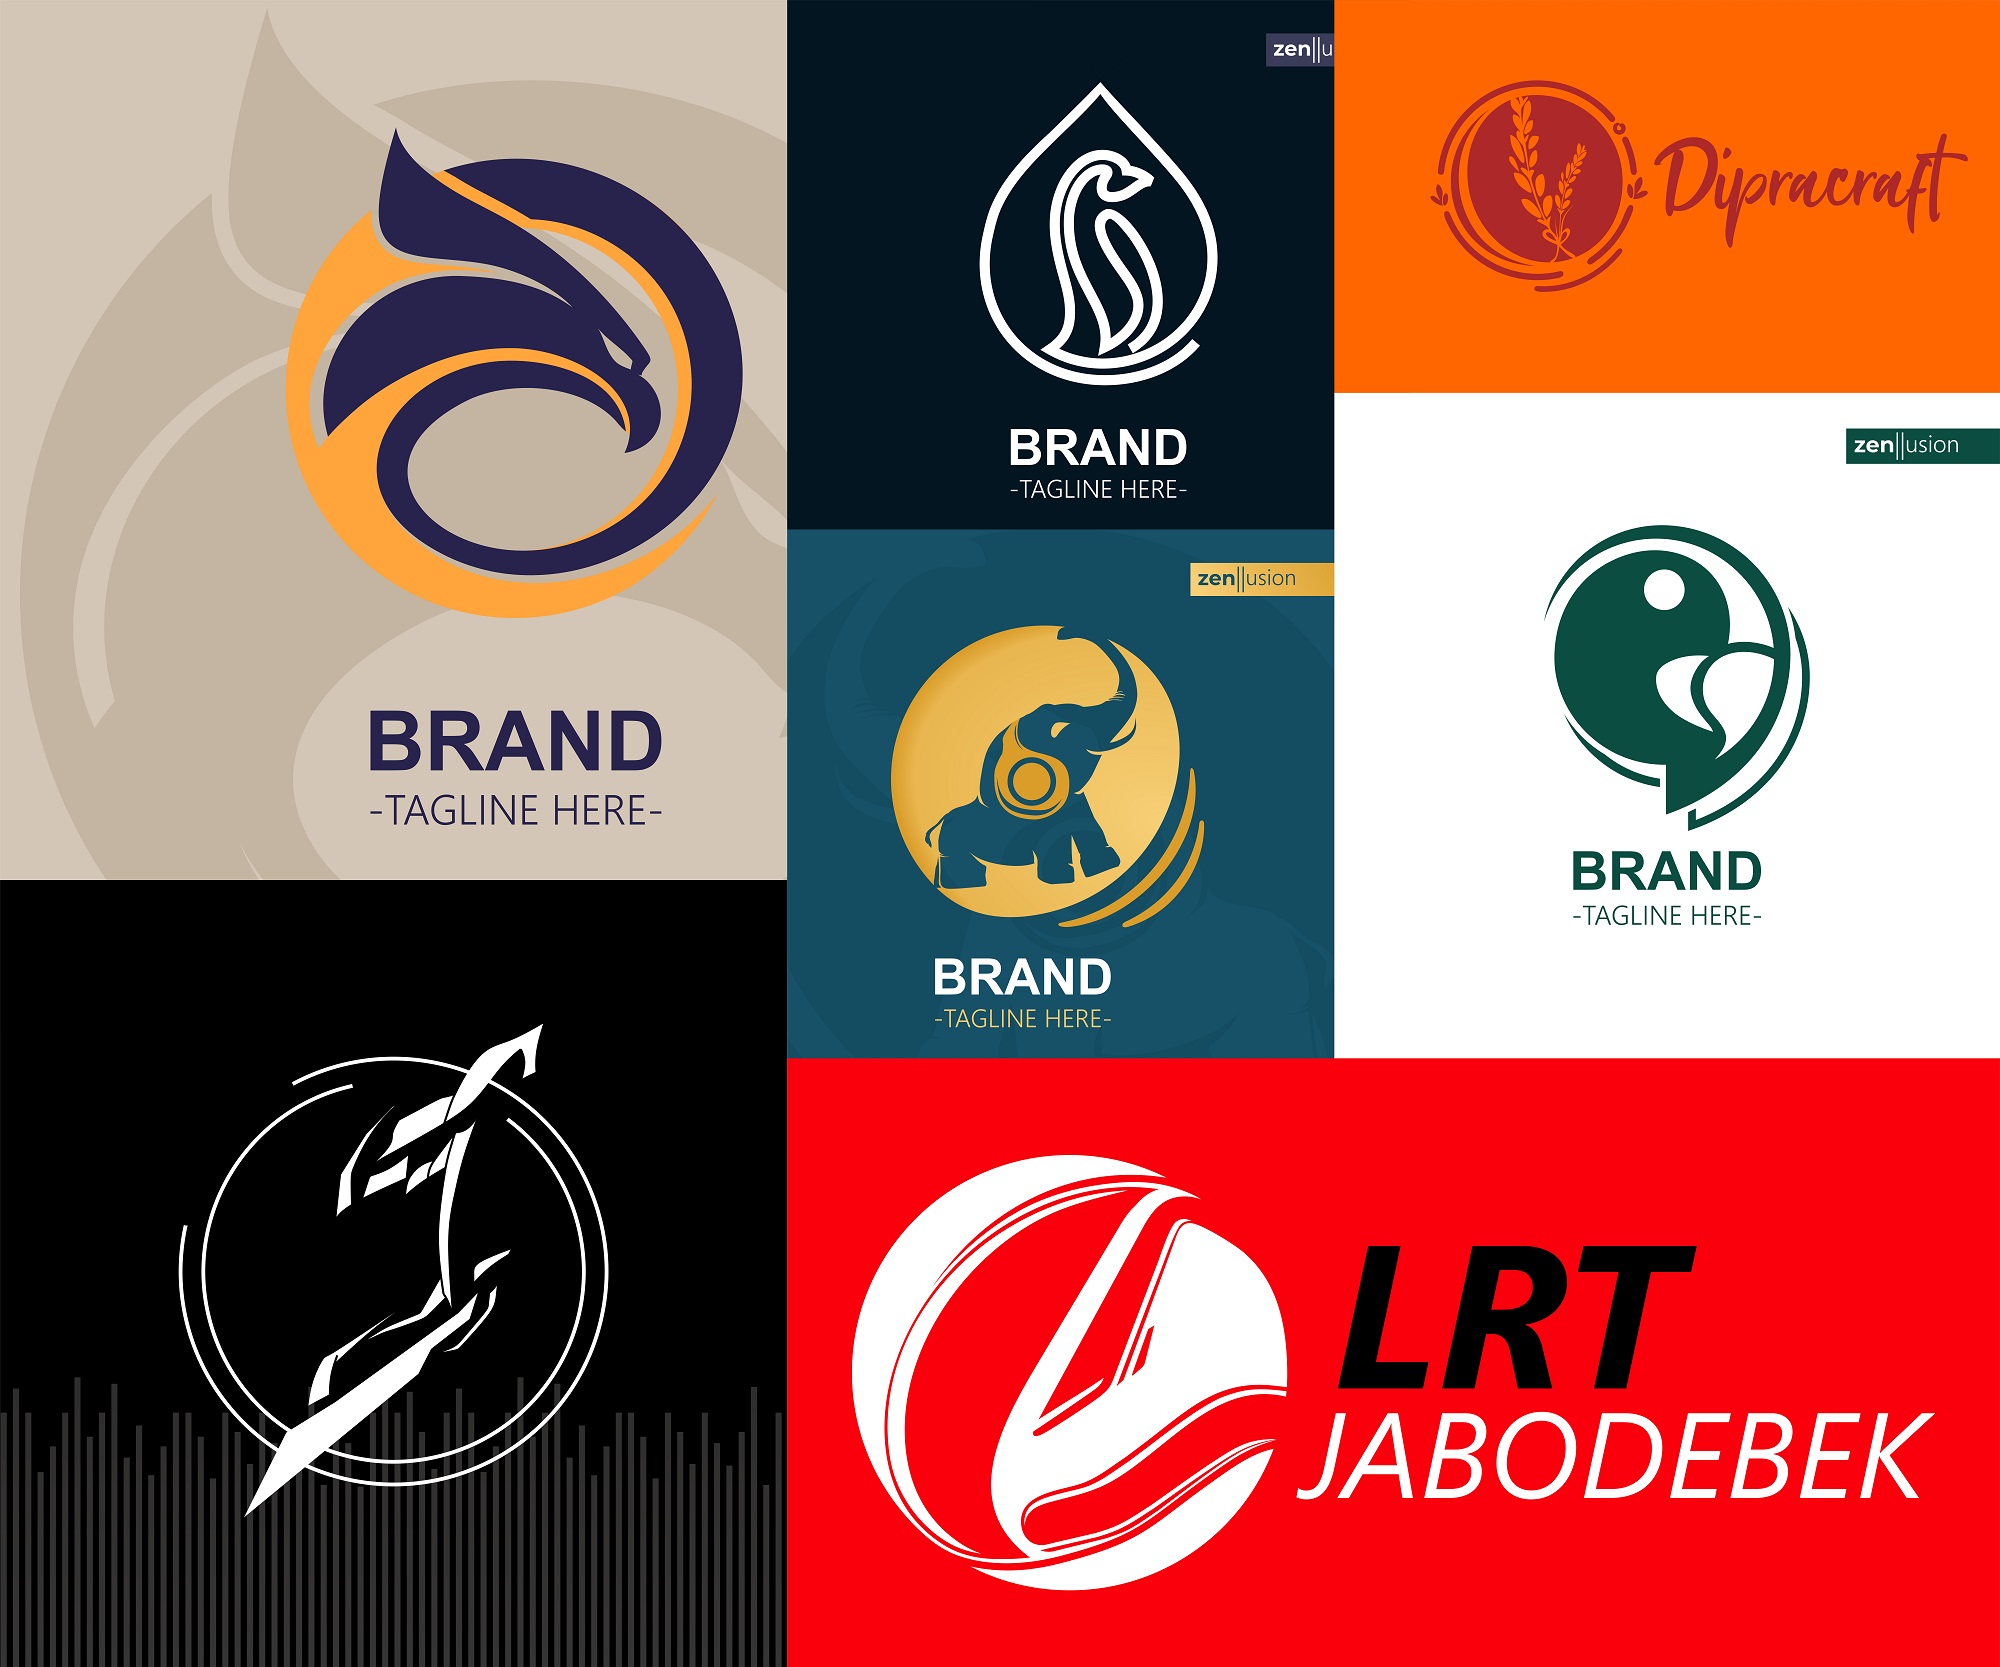 BRAND
-TAGLINE HERE-
zen||u
BRAND
-TAGLINE HERE-
Dipracraft
zen||usion
BRAND
-TAGLINE HERE-
zen||usion
BRAND
-TAGLINE HERE-
LRT
JABODEBEK